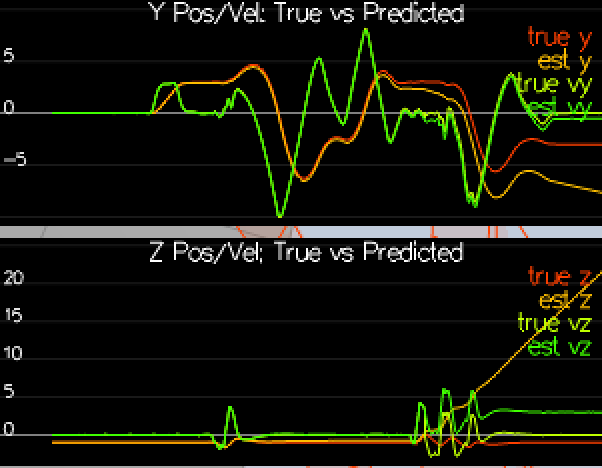 Y Pos/Vel: True vs Predicted
true y
5
est y
true vy
est vy
0
-5
Z Pos/Vel: True vs Predicted
20
true z
est z
15
true vz
10
est vz
5
0